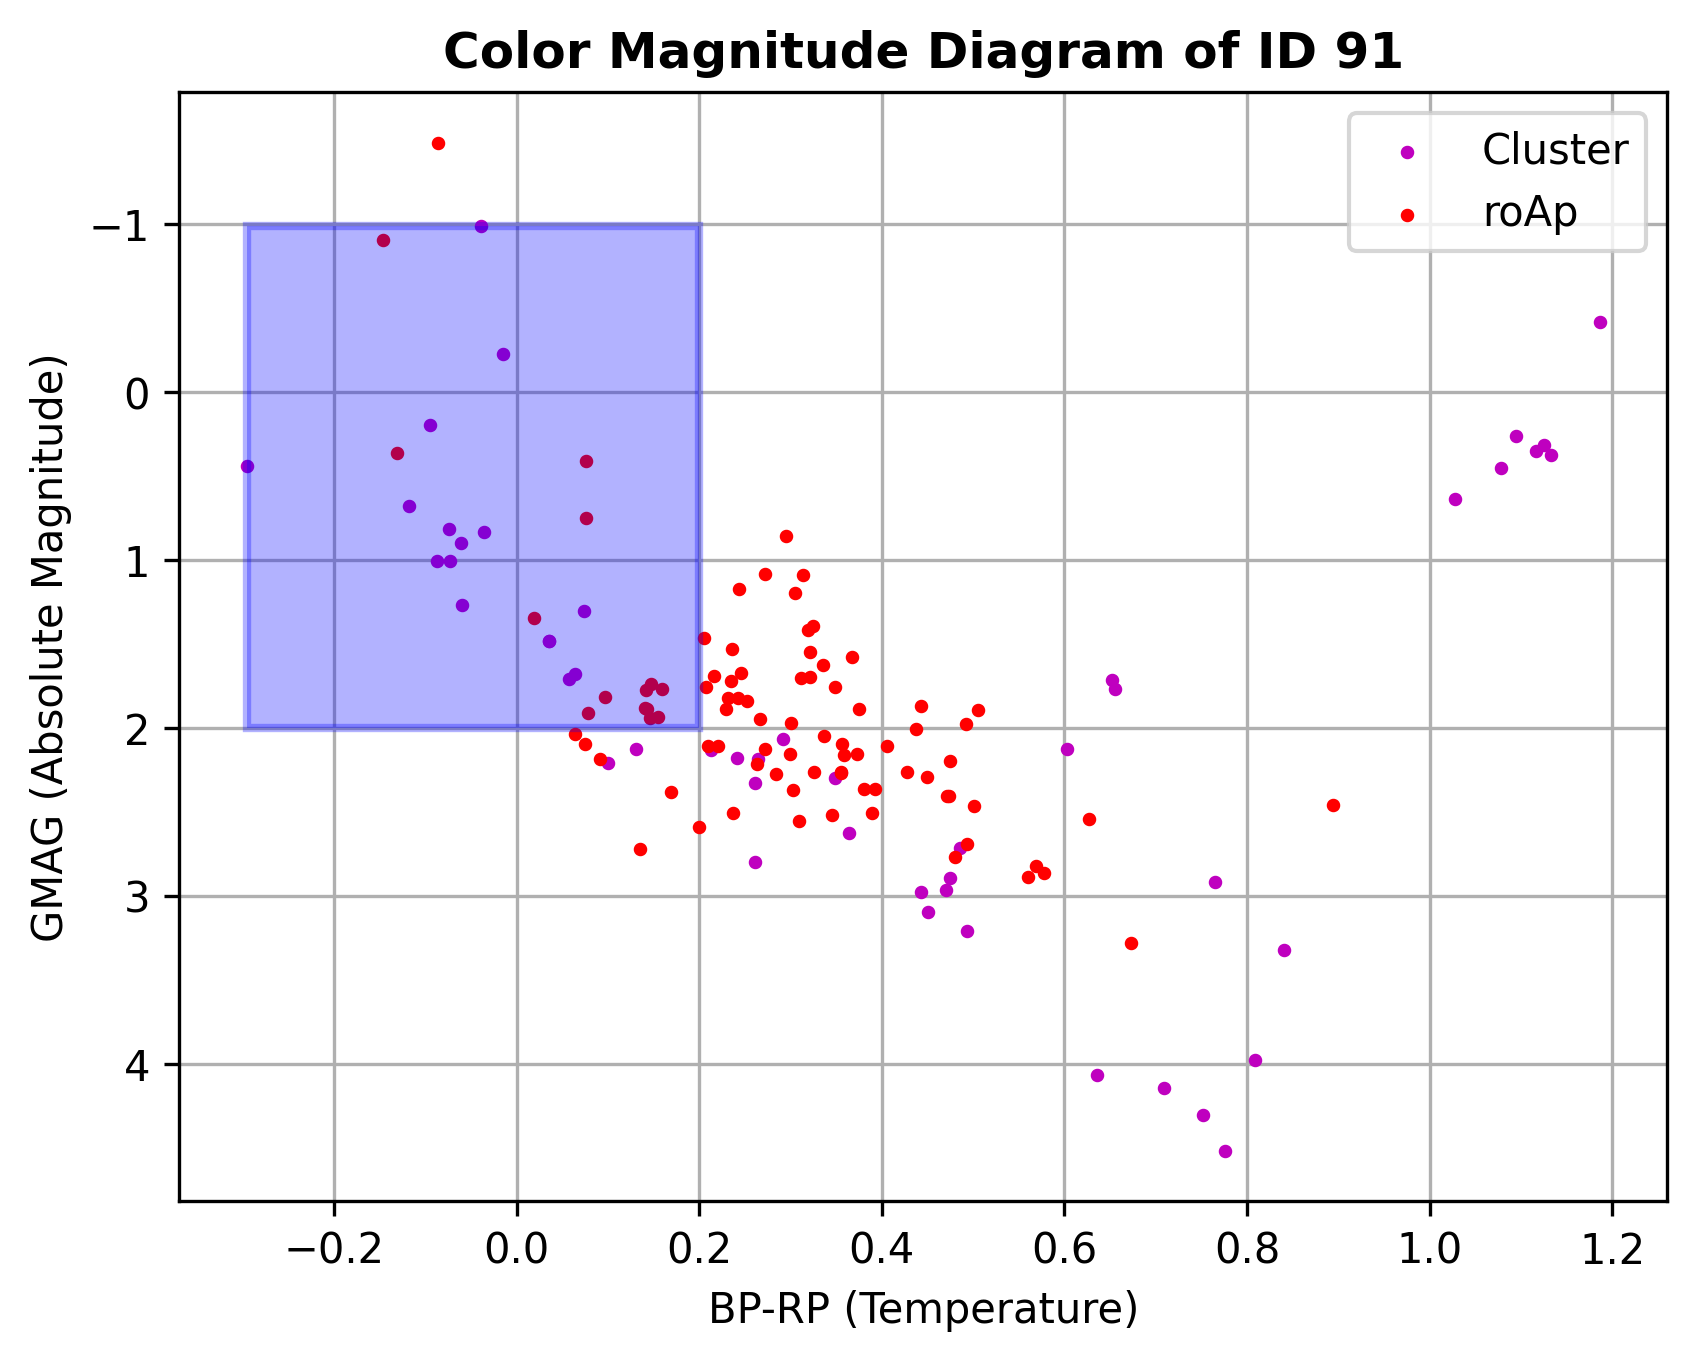 Color Magnitude Diagram of ID 91
Cluster
roAp
GMAG (Absolute Magnitude)
−1
0
1
2
3
4
−0.2 0.0 0.2 0.4 0.6 0.8 1.0 1.2
BP-RP (Temperature)